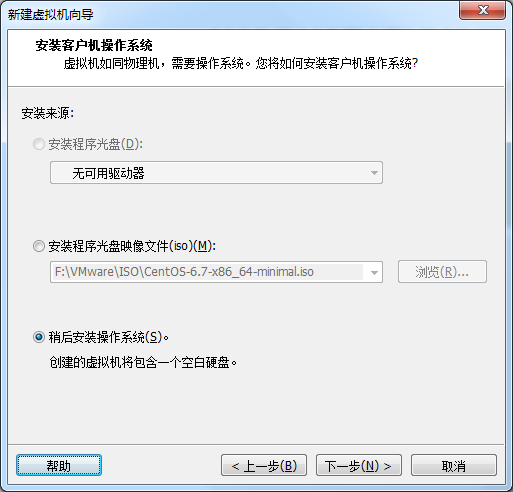 新建虚拟机向导
安装客户机操作系统
虚拟机如同物理机，需要操作系统。您将如何安装客户机操作系统?
安装来源:
安装程序光盘(D):
无可用驱动器
安装程序光盘映像文件(iso)(M):
F:\VMware\ISO\CentOS-6.7-x86_64-minimal.iso
浏览(R)...
稍后安装操作系统(S)。
创建的虚拟机将包含一个空白硬盘。
帮助
< 上一步(B)
下一步(N) >
取消